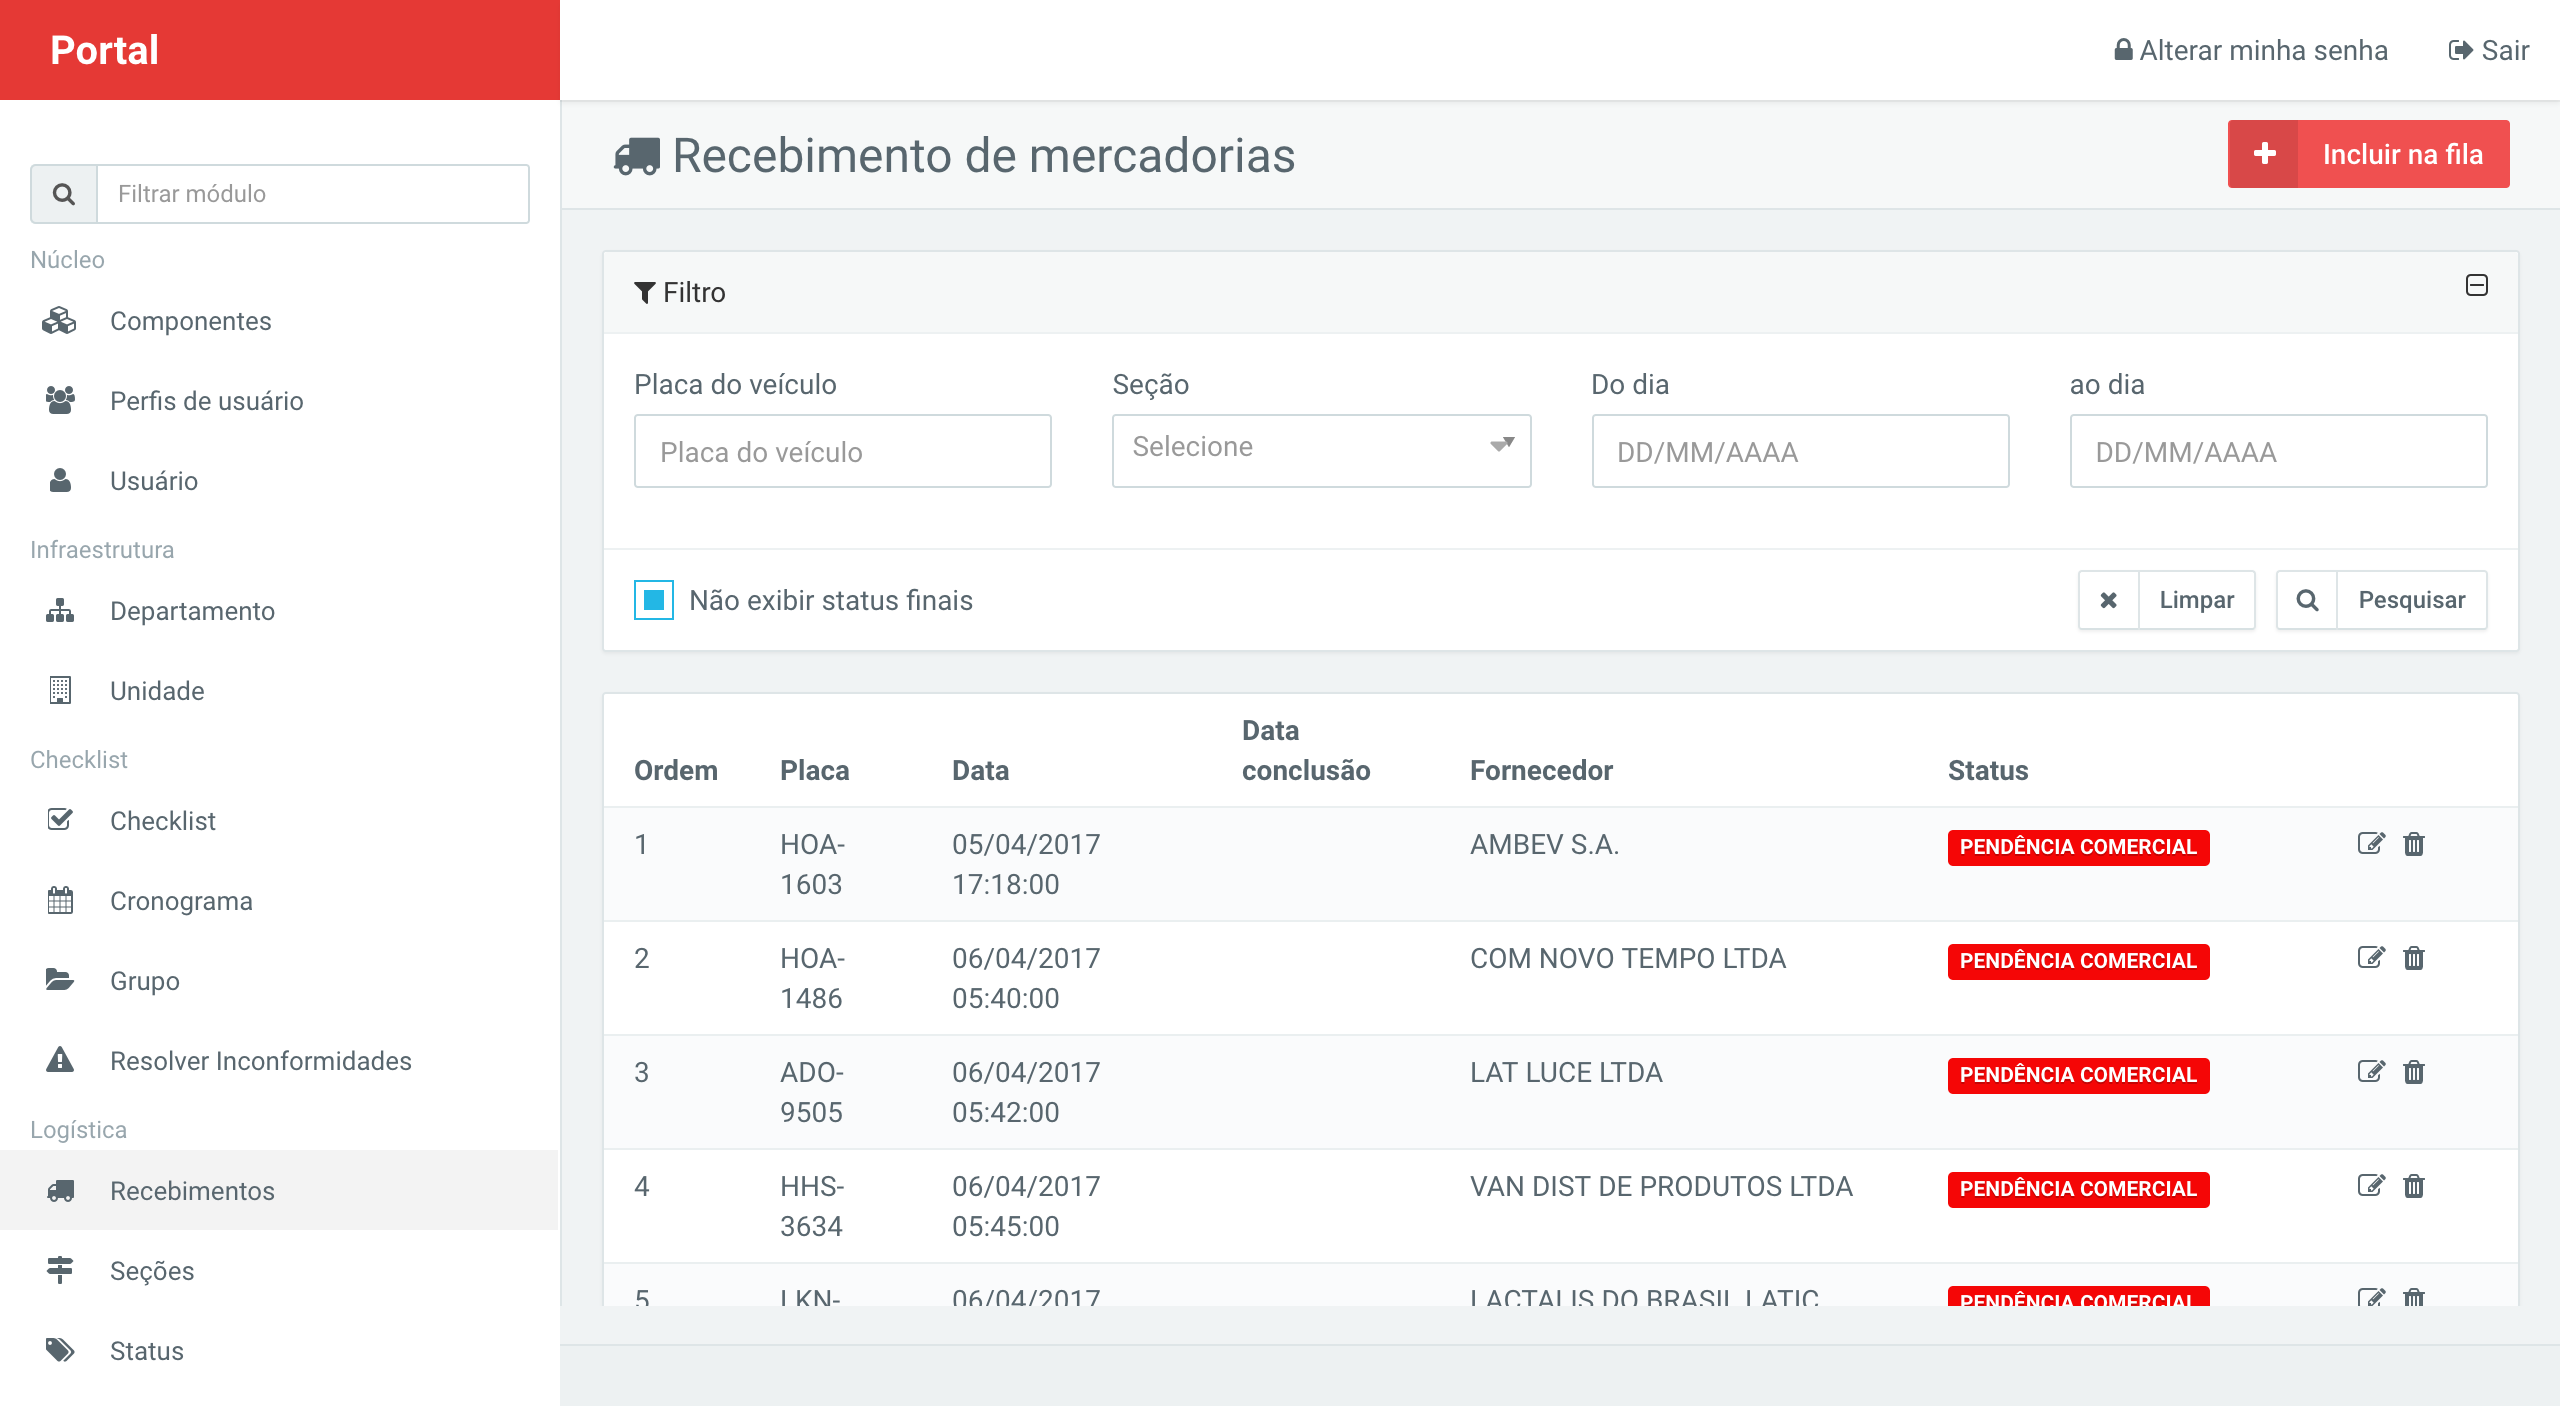 Portal
Alterar minha senha
Sair
Filtrar módulo
Núcleo
Componentes
Perfis de usuário
Usuário
Infraestrutura
Departamento
Unidade
Checklist
Checklist
Cronograma
Grupo
Resolver Inconformidades
Logística
Recebimentos
Seções
Status
Recebimento de mercadorias
Incluir na fila
Filtro
Placa do veículo
Seção
Do dia
ao dia
Placa do veículo
Selecione
DD/MM/AAAA
DD/MM/AAAA
Não exibir status finais
Limpar
Pesquisar
Ordem
Placa
Data
Data
conclusão
Fornecedor
Status
1
HOA-
1603
05/04/2017
17:18:00
AMBEV S.A.
PENDÊNCIA COMERCIAL
2
HOA-
1486
06/04/2017
05:40:00
COM NOVO TEMPO LTDA
PENDÊNCIA COMERCIAL
3
ADO-
9505
06/04/2017
05:42:00
LAT LUCE LTDA
PENDÊNCIA COMERCIAL
4
HHS-
3634
06/04/2017
05:45:00
VAN DIST DE PRODUTOS LTDA
PENDÊNCIA COMERCIAL
5
LKN-
06/04/2017
LACTALIS DO BRASIL LATIC
PENDÊNCIA COMERCIAL